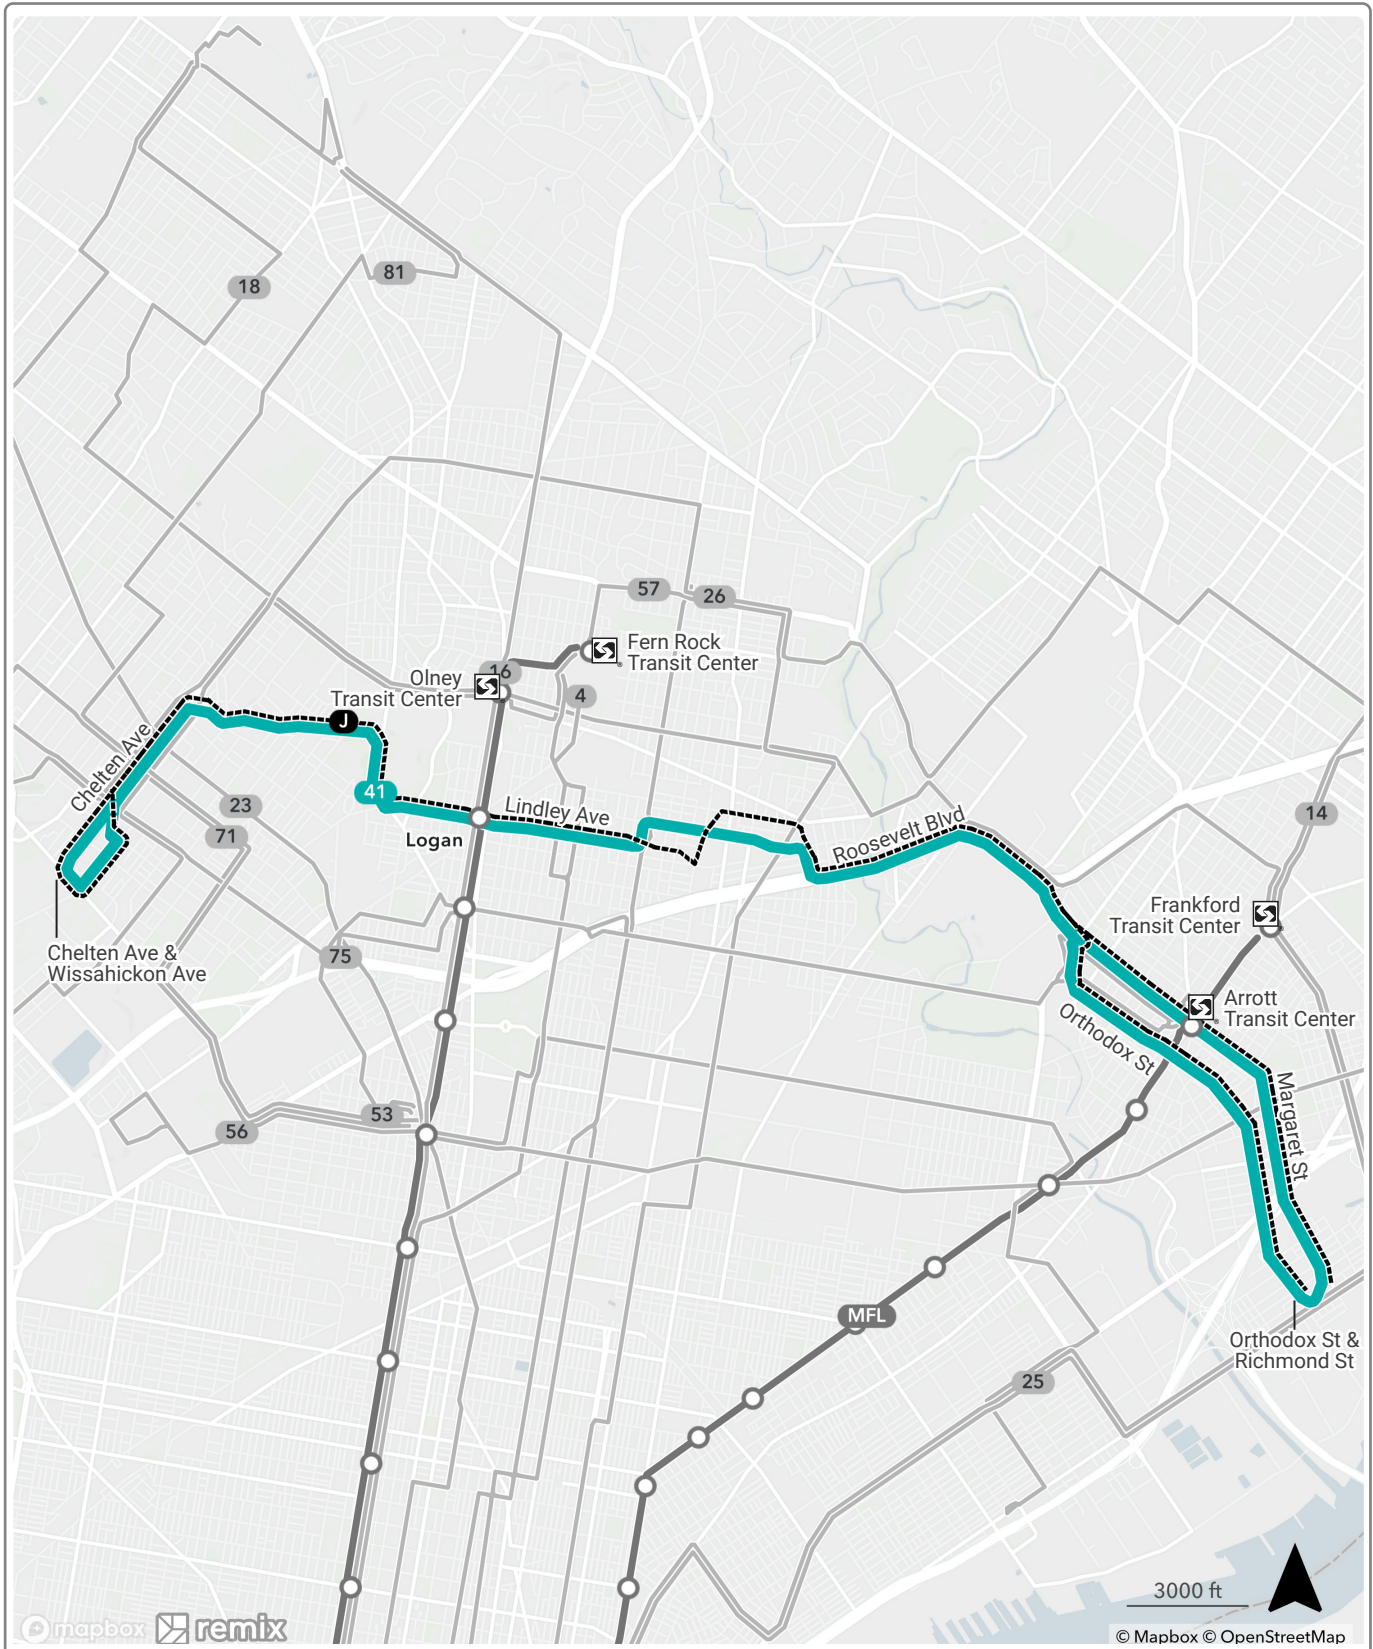 81
18
57
26
Fern Rock
Transit Center
16
Olney
Transit Center
4
J
Chelten Ave
41
23
Lindley Ave
14
71
Logan
Roosevelt Blvd
Frankford
Transit Center
Chelten Ave &
Wissahickon Ave
75
Arrott
Transit Center
Orthodox St
Margaret St
53
56
MFL
Orthodox St &
Richmond St
25
3000 ft
mapbox
remix
© Mapbox © OpenStreetMap